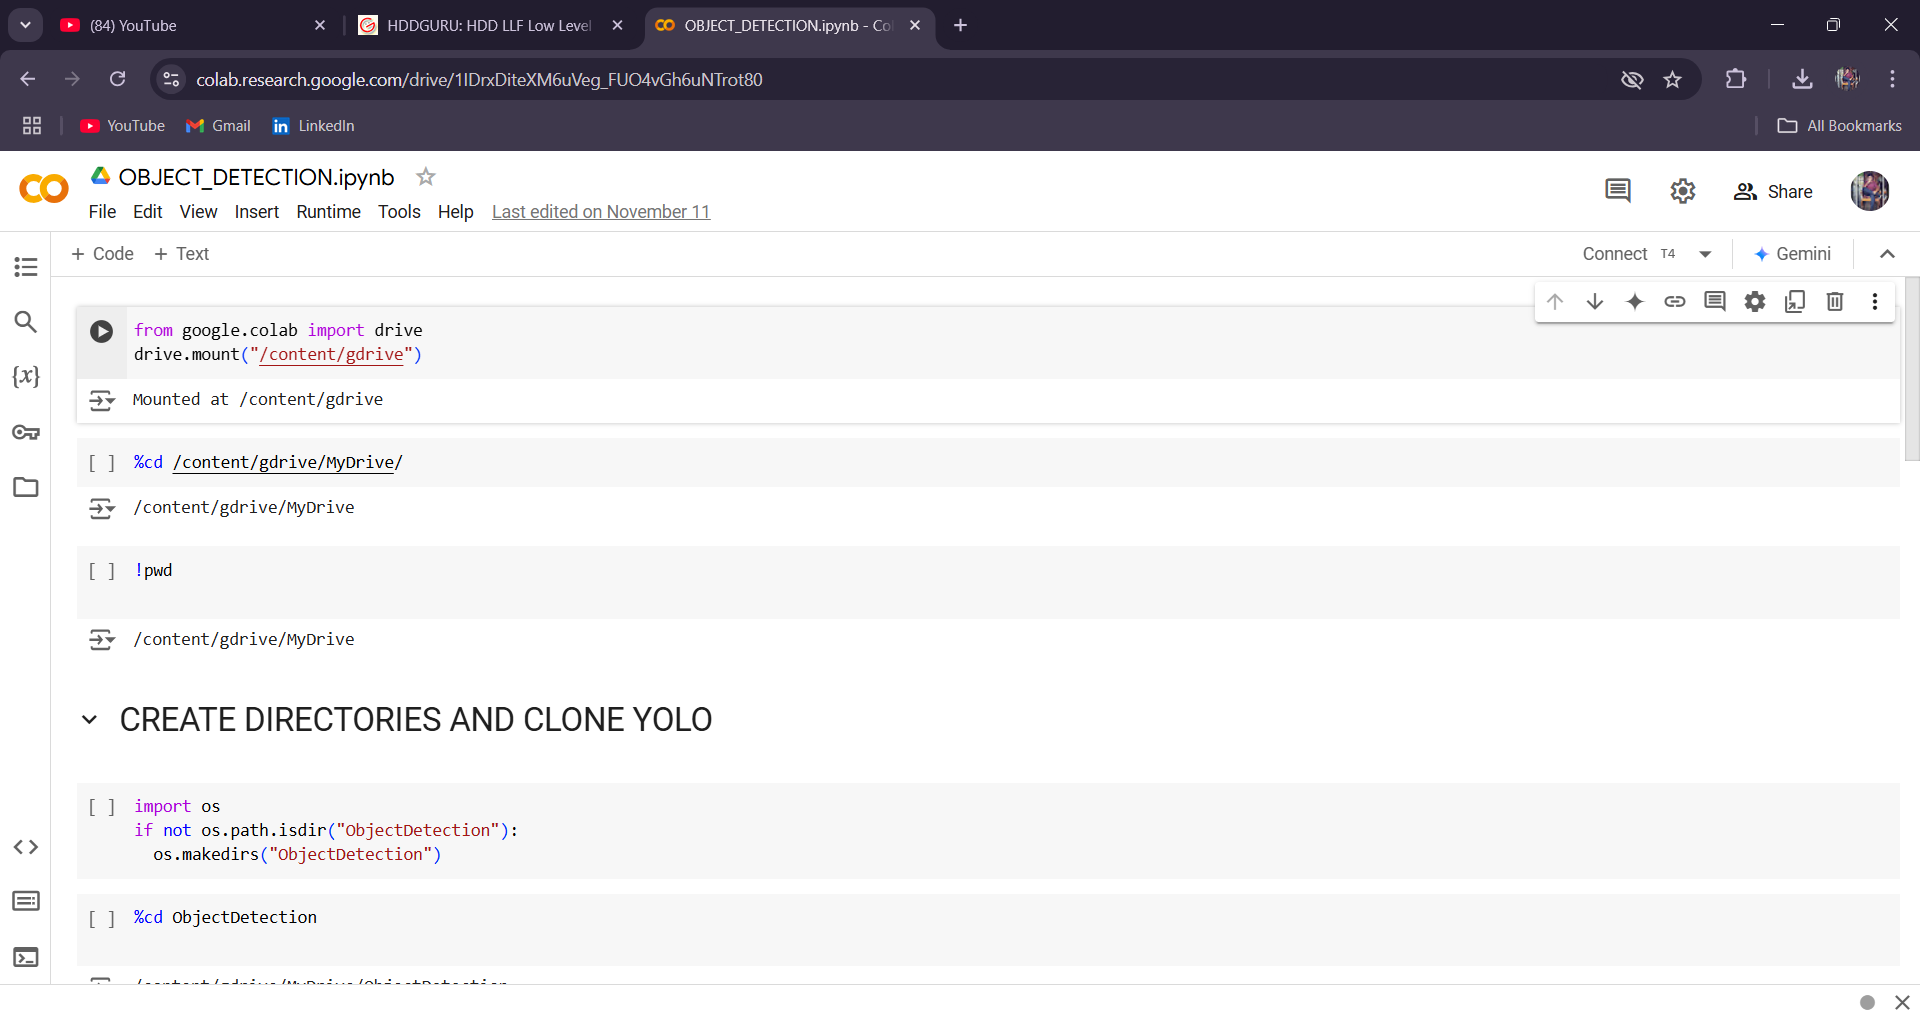 (84) YouTube
HDDGURU: HDD LLF Low Level
OBJECT_DETECTION.ipynb - Co
colab.research.google.com/drive/1IDrxDiteXM6uVeg_FUO4vGh6uNTrot80
YouTube
Gmail
LinkedIn
All Bookmarks
OBJECT_DETECTION.ipynb
File Edit View Insert Runtime Tools Help Last edited on November 11
Share
+ Code + Text
Connect T4
Gemini
from google.colab import drive
drive.mount("/content/gdrive")
Mounted at /content/gdrive
[ ] %cd /content/gdrive/MyDrive/
/content/gdrive/MyDrive
[ ] !pwd
/content/gdrive/MyDrive
CREATE DIRECTORIES AND CLONE YOLO
[ ] import os
if not os.path.isdir("ObjectDetection"):
os.makedirs("ObjectDetection")
[ ] %cd ObjectDetection
/content/gdrive/MyDrive/ObjectDetection